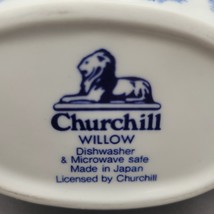 Churchill
WILLOW
Dishwasher
& Microwave safe
Made in Japan
Licensed by Churchill